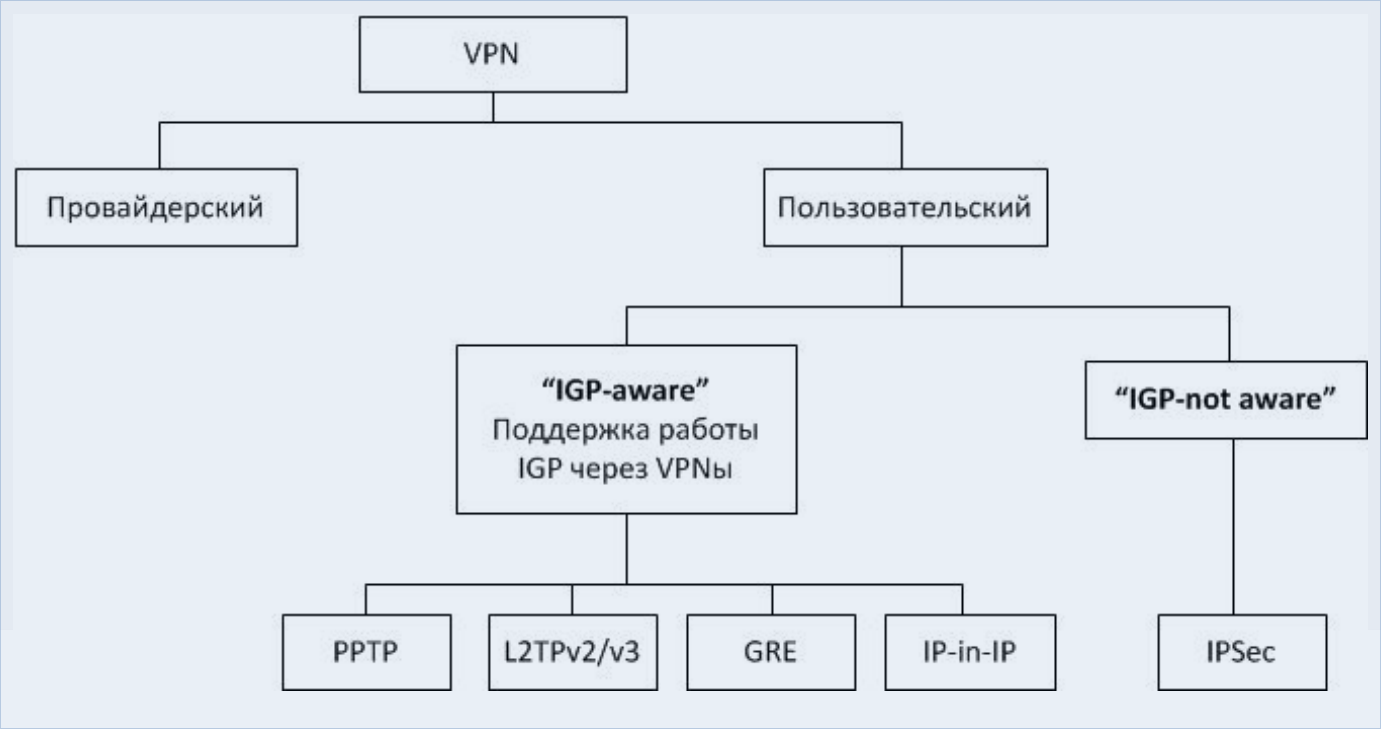 VPN
Провайдерский
Пользовательский
“IGP-aware”
Поддержка работы
IGP через VPNы
“IGP-not aware”
PPTP
L2TPv2/v3
GRE
IP-in-IP
IPSec